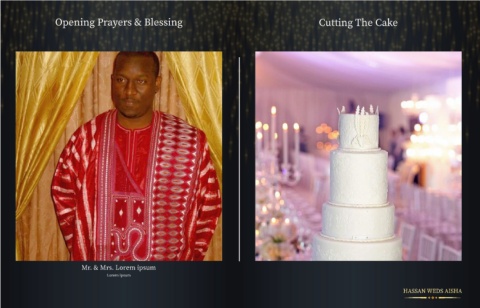 Opening Prayers & Blessing
Cutting The Cake
Mr. & Mrs. Lorem ipsum
Lorem ipsum
HASSAN WEDS AISHA